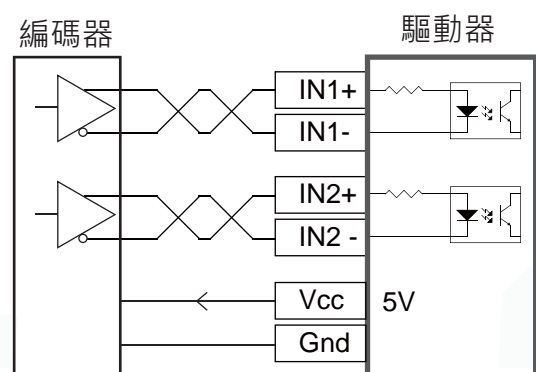 編碼器
驅動器
IN1+
IN1-
IN2+
IN2 -
Vcc 5V
Gnd